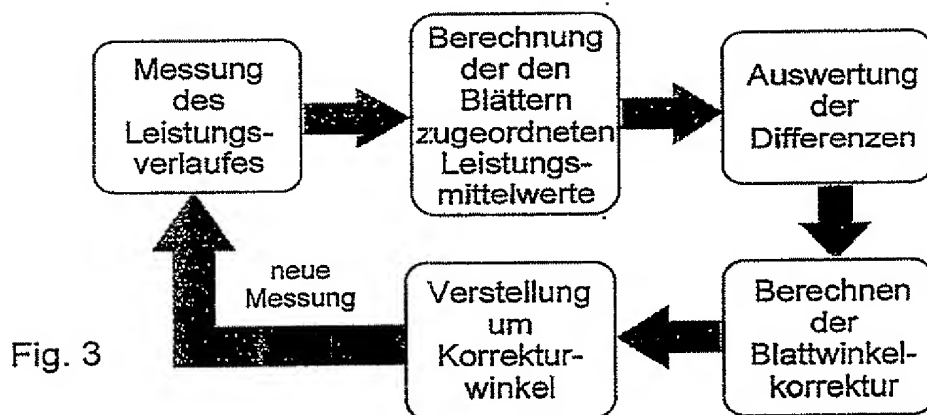 Messung
des
Leistungs-
verlaufes
Berechnung
der den
Blättern
zugeordneten
Leistungs-
mittelwerte
Auswertung
der
Differenzen
Berechnen
der
Blattwinkel-
korrektur
Verstellung
um
Korrektur-
winkel
neue
Messung
Fig. 3